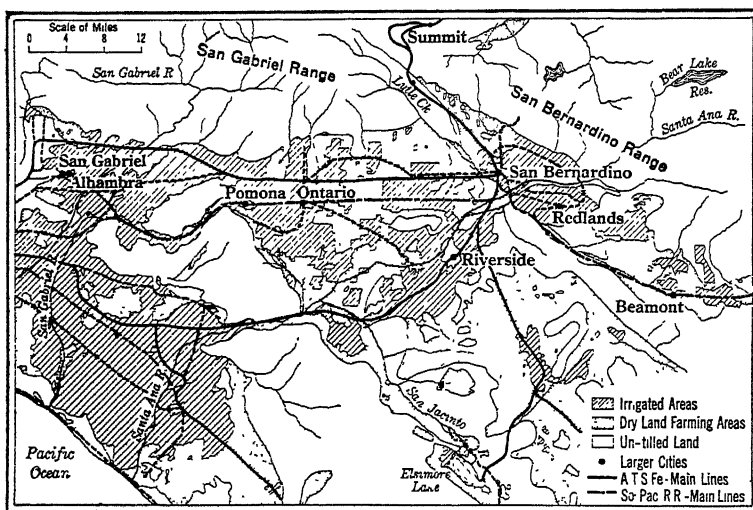 Scale of Miles
0 4 8 12
Summit
San Gabriel R
San Gabriel Range
Lytle Ck
Bear Lake
Res.
Santa Ana R.
San Bernardino Range
San Gabriel
Alhambra
San Bernardino
Pomona
Ontario
Redlands
Riverside
Beamont
San Gabriel R
Santa Ana R.
San Jacinto
R
Pacific
Ocean
Elsinore
Lake
Irrigated Areas
Dry Land Farming Areas
Un-tilled Land
Larger Cities
A T S Fe-Main Lines
So Pac R R-Main Lines